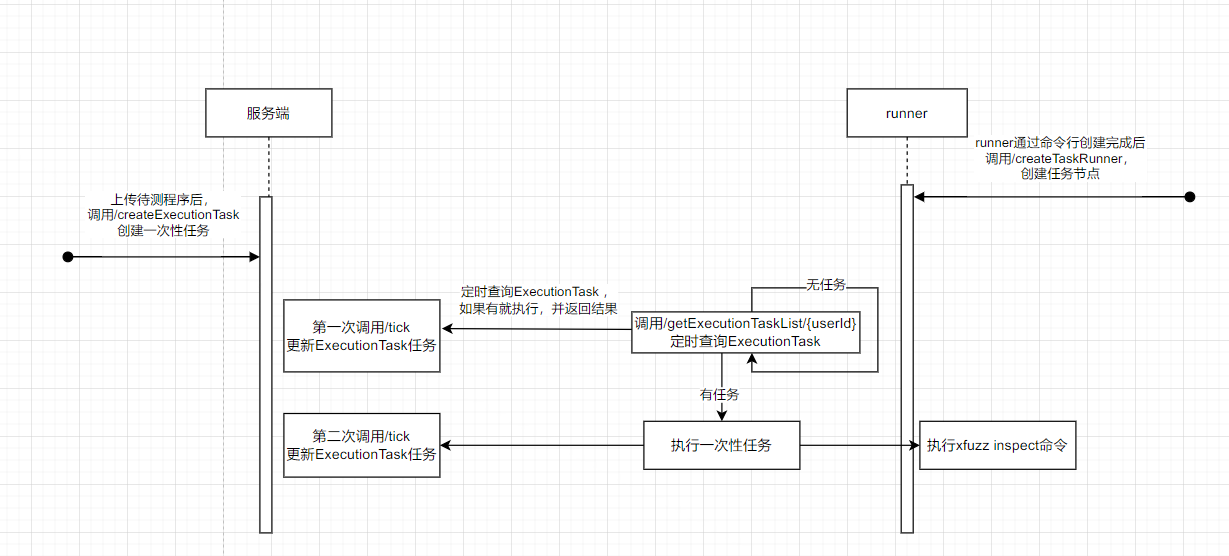 服务端
runner
runner通过命令行创建完成后
调用/createTaskRunner，
创建任务节点
上传待测程序后，
调用/createExecutionTask
创建一次性任务
无任务
定时查询ExecutionTask ，
如果有就执行，并返回结果
第一次调用/tick
更新ExecutionTask任务
调用/getExecutionTaskList/{userId}
定时查询ExecutionTask
有任务
第二次调用/tick
更新ExecutionTask任务
执行一次性任务
执行xfuzz inspect命令